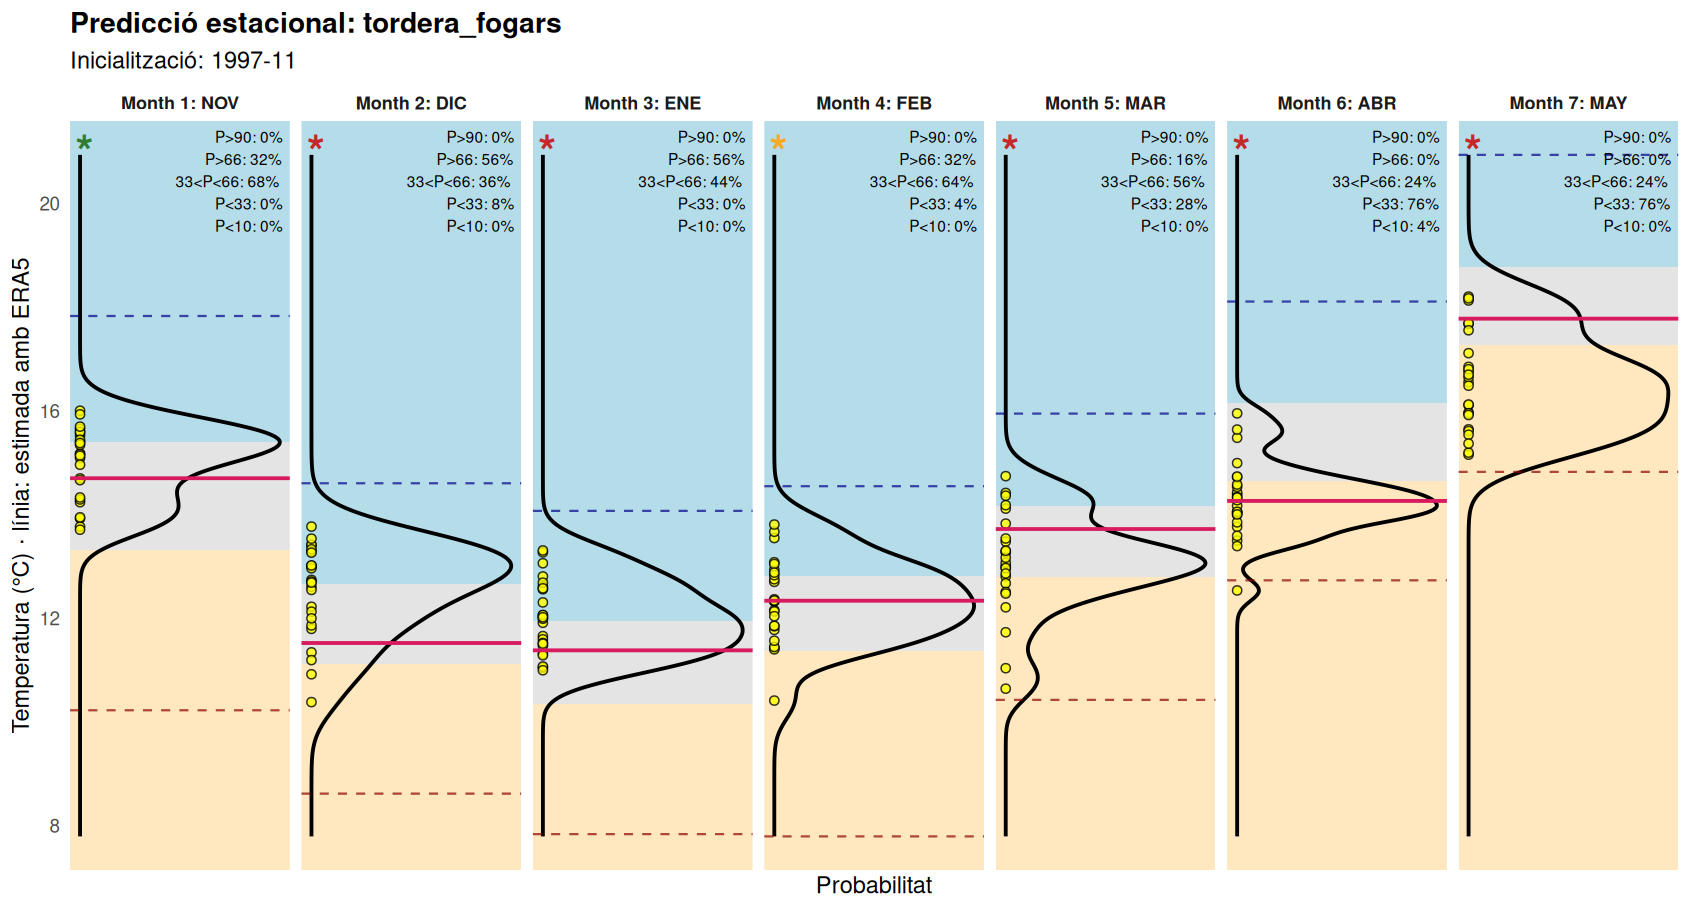 Predicció estacional: tordera_fogars
Inicialització: 1997-11
Month 1: NOV
Month 2: DIC
Month 3: ENE
Month 4: FEB
Month 5: MAR
Month 6: ABR
Month 7: MAY
*
P>90: 0%
P>66: 32%
33<P<66: 68%
P<33: 0%
P<10: 0%
*
P>90: 0%
P>66: 56%
33<P<66: 36%
P<33: 8%
P<10: 0%
*
P>90: 0%
P>66: 56%
33<P<66: 44%
P<33: 0%
P<10: 0%
*
P>90: 0%
P>66: 32%
33<P<66: 64%
P<33: 4%
P<10: 0%
*
P>90: 0%
P>66: 16%
33<P<66: 56%
P<33: 28%
P<10: 0%
*
P>90: 0%
P>66: 0%
33<P<66: 24%
P<33: 76%
P<10: 4%
*
P>90: 0%
P>66: 0%
33<P<66: 24%
P<33: 76%
P<10: 0%
20
16
12
8
Temperatura (°C) · línia: estimada amb ERA5
Probabilitat